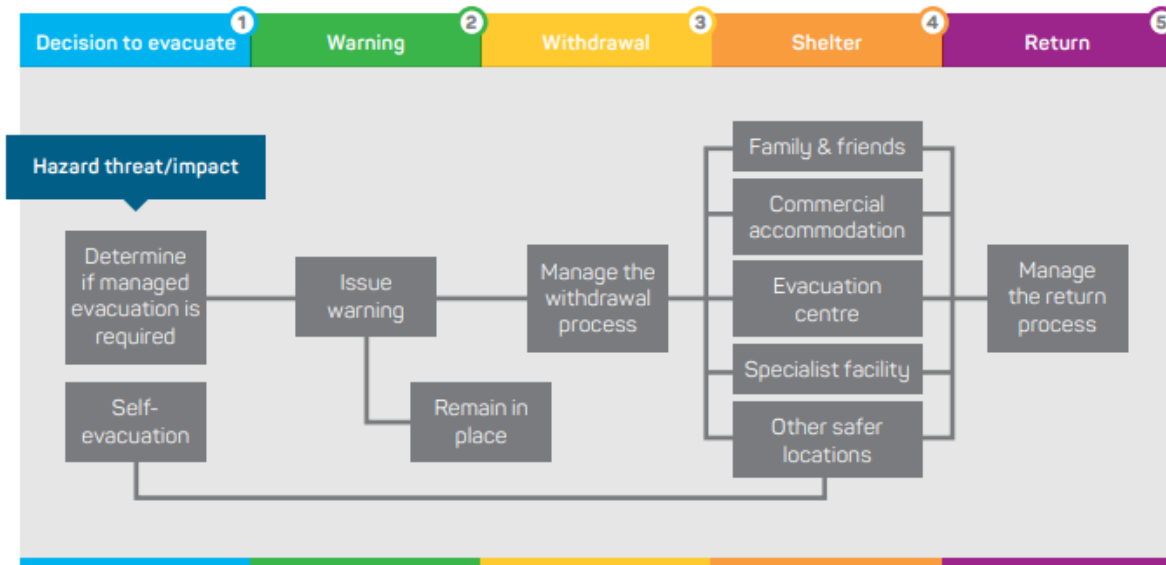 1
2
3
4
5
Decision to evacuate
Warning
Withdrawal
Shelter
Return
Hazard threat/impact
Determine
if managed
evacuation is
required
Self-
evacuation
Issue
warning
Remain in
place
Manage the
withdrawal
process
Family & friends
Commercial
accommodation
Evacuation
centre
Specialist facility
Other safer
locations
Manage
the return
process